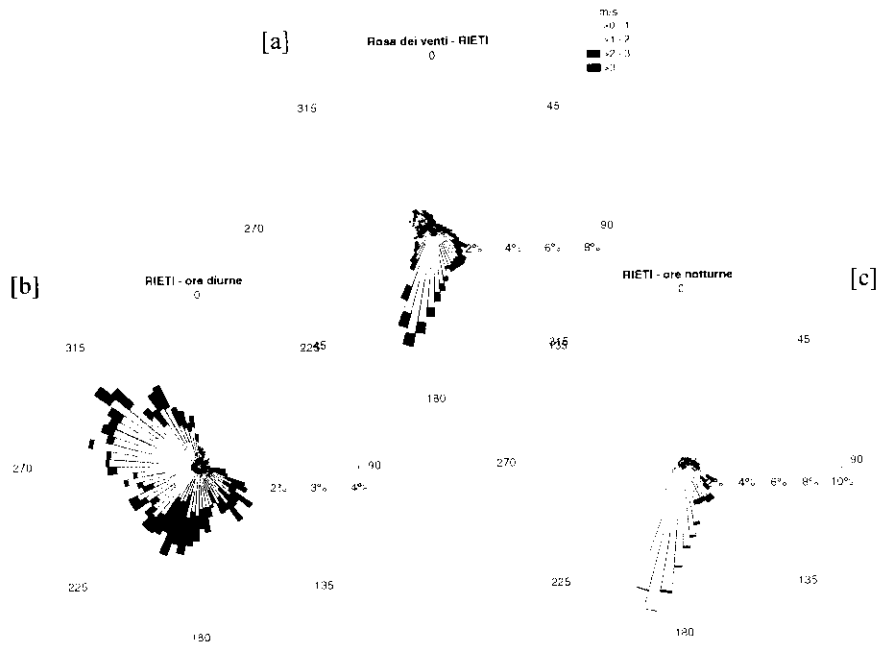 m/s
>0 - 1
>1 - 2
>2 - 3
>3
[a]
Rosa dei venti - RIETI
0
315
45
270
90
2% 4% 6% 8%
225
135
180
[b]
RIETI - ore diurne
0
315
45
270
90
2% 3% 4%
225
135
180
[c]
RIETI - ore notturne
0
315
45
270
90
4% 6% 8% 10%
225
135
180